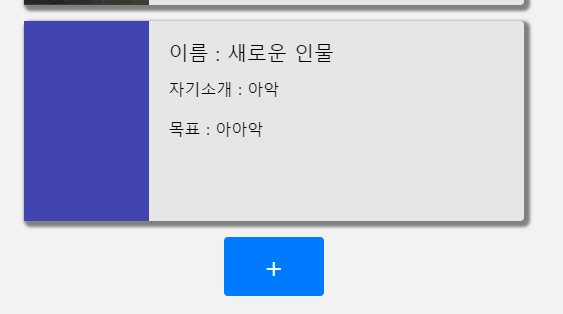 이름 : 새로운 인물
자기소개 : 아악
목표 : 아아악
+